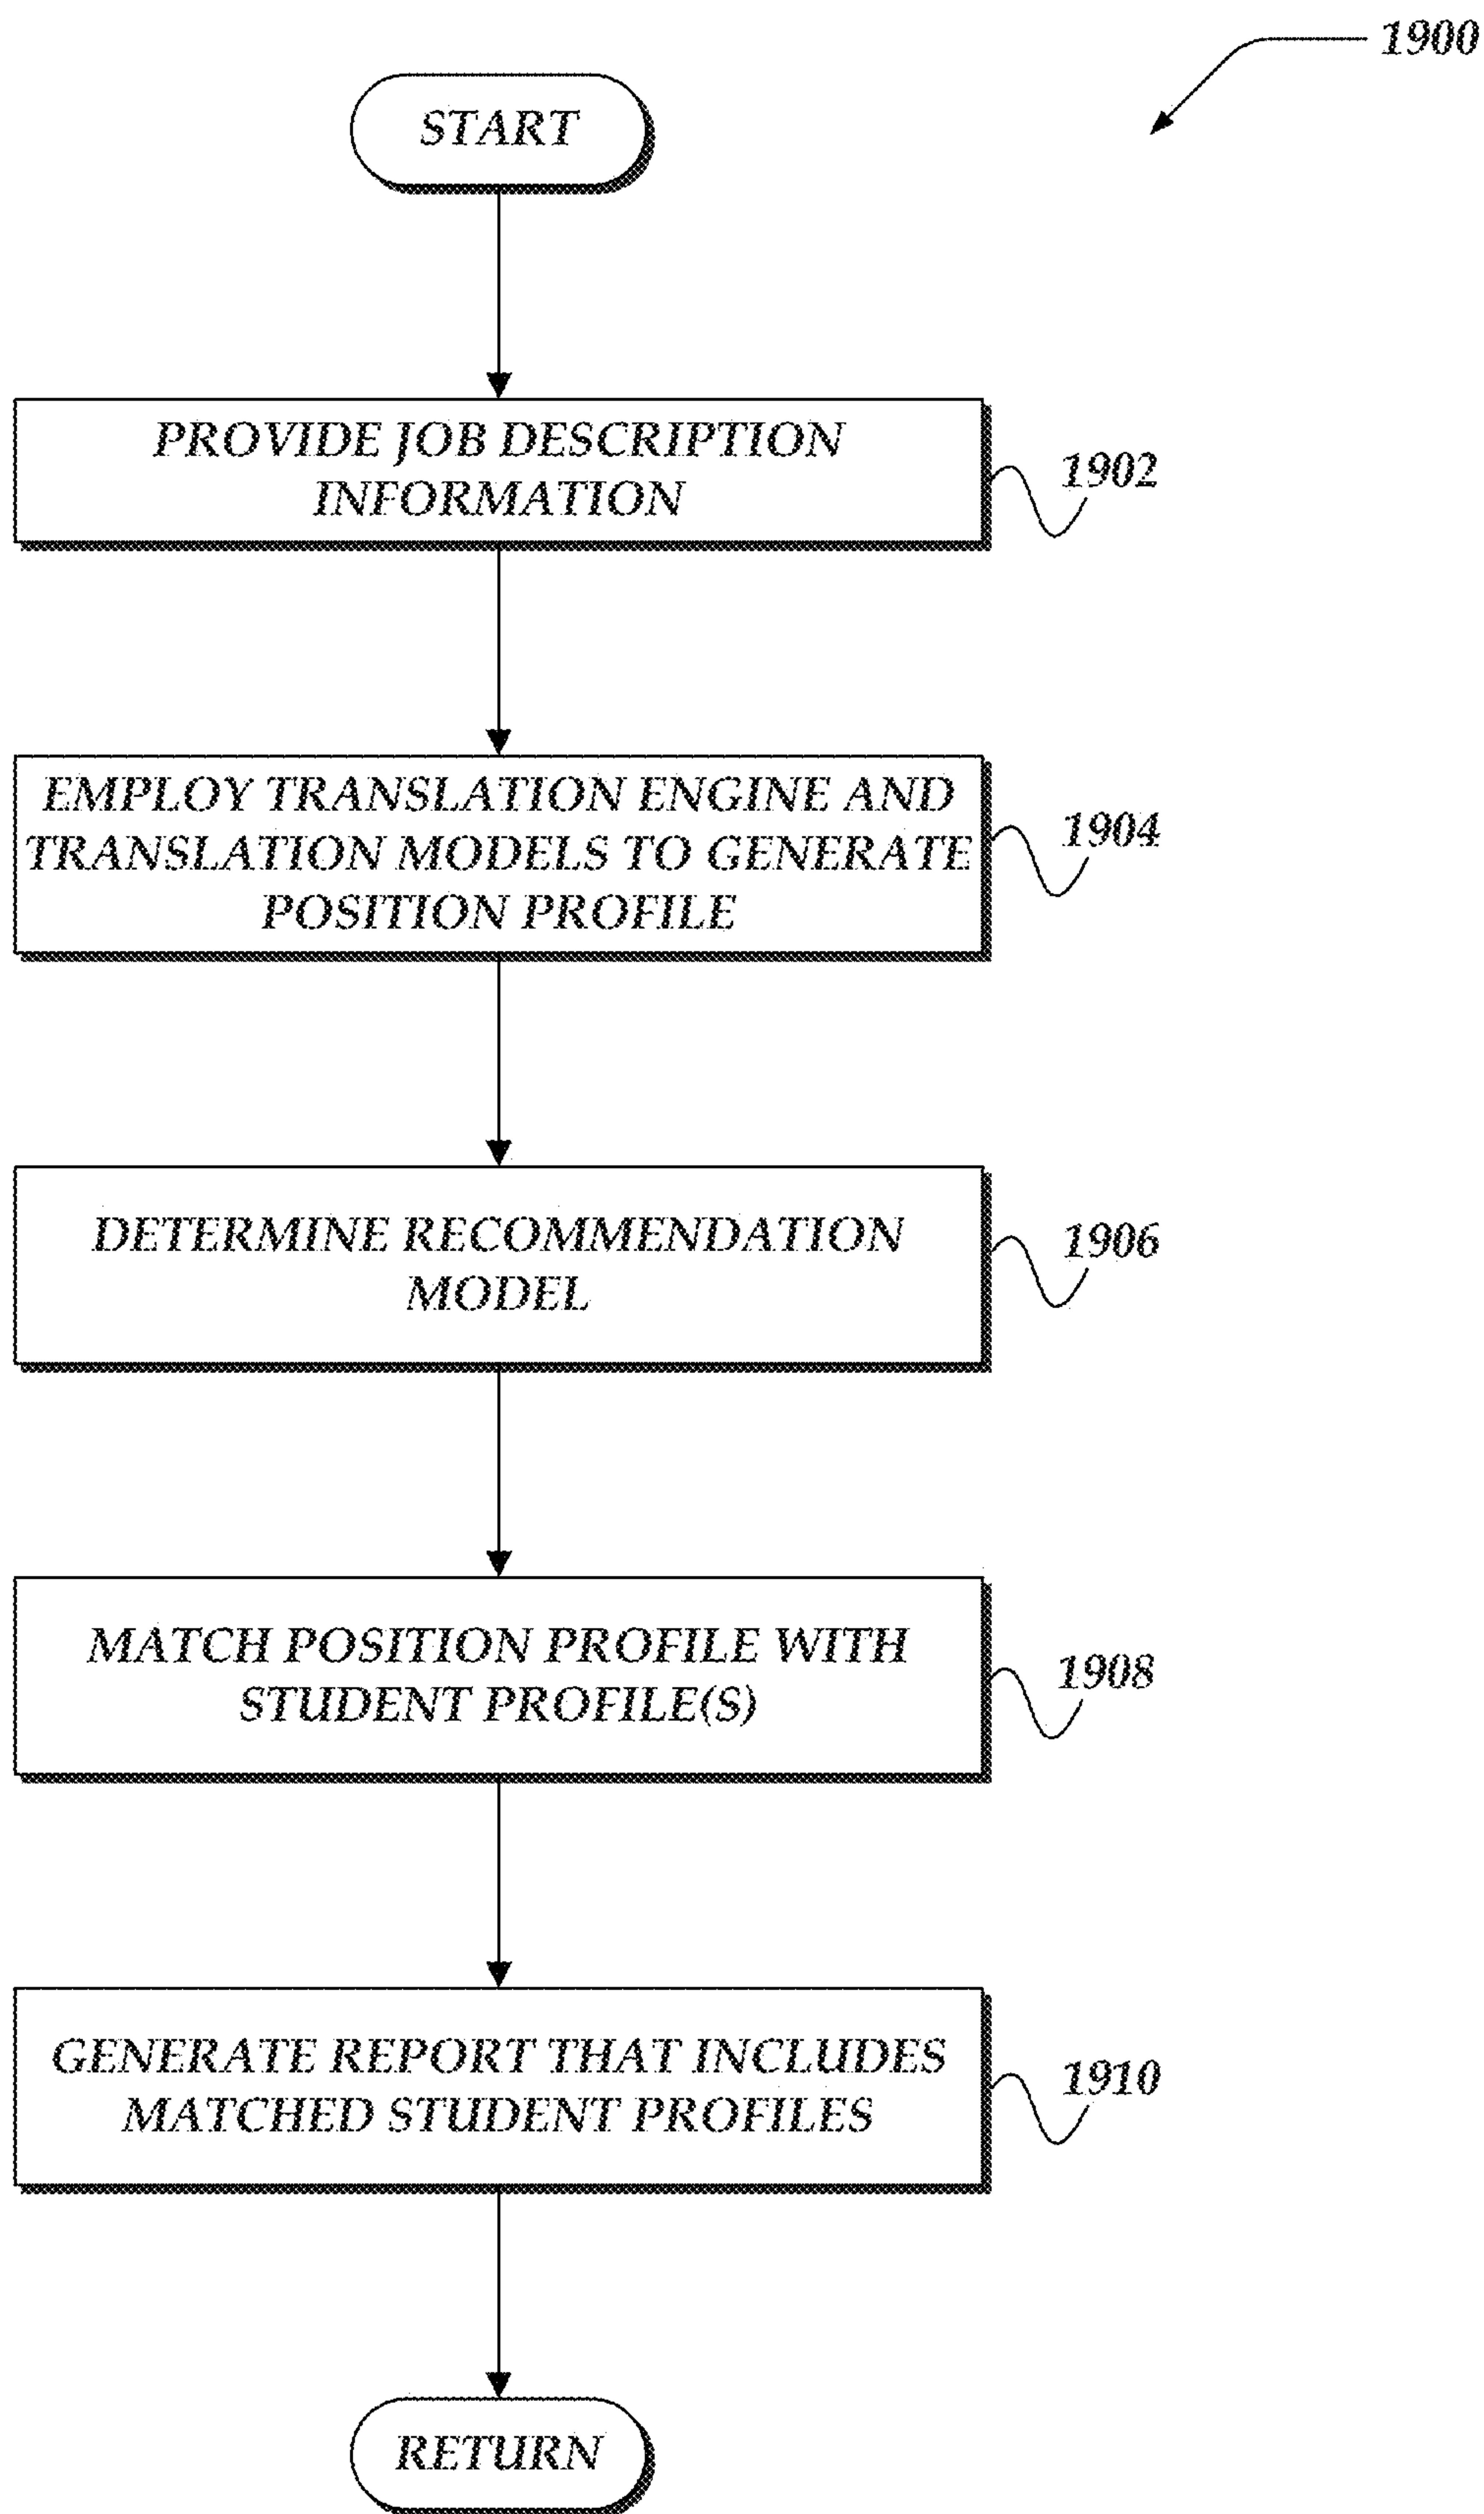 1900
START
PROVIDE JOB DESCRIPTION
INFORMATION
1902
EMPLOY TRANSLATION ENGINE AND
TRANSLATION MODELS TO GENERATE
POSITION PROFILE
1904
DETERMINE RECOMMENDATION
MODEL
1906
MATCH POSITION PROFILE WITH
STUDENT PROFILE(S)
1908
GENERATE REPORT THAT INCLUDES
MATCHED STUDENT PROFILES
1910
RETURN